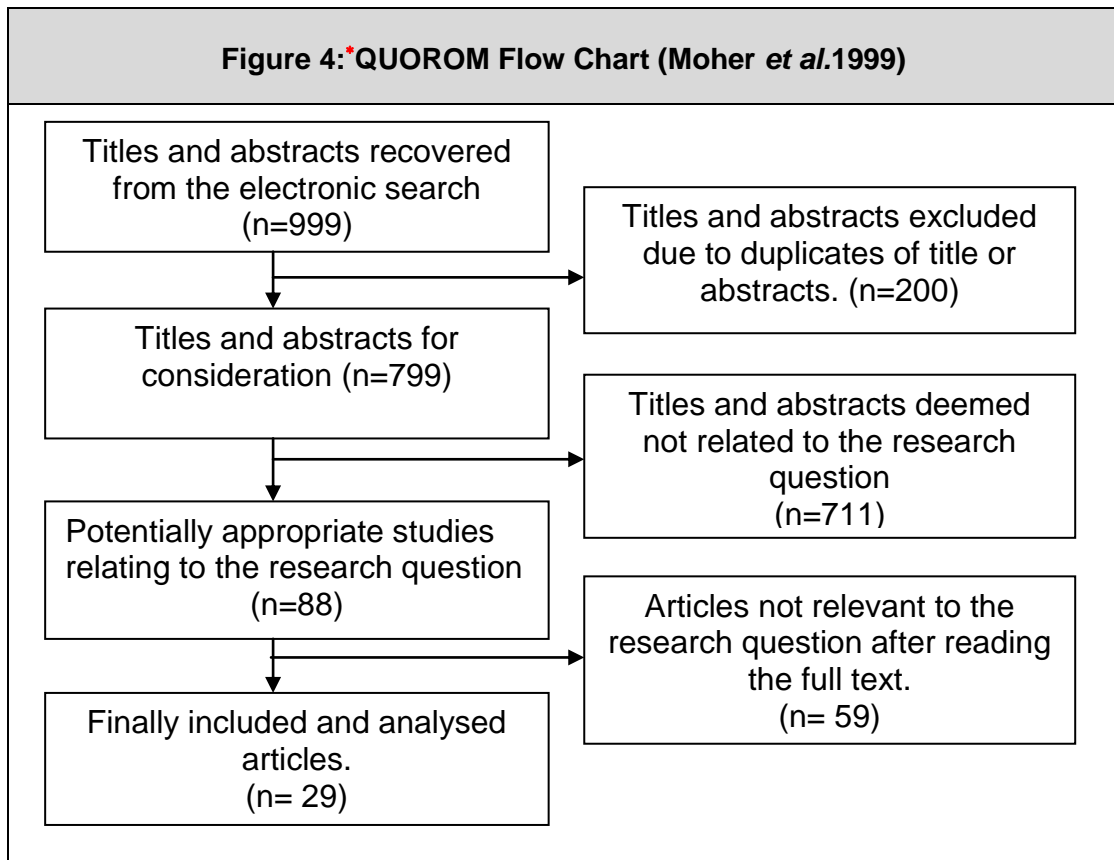 Figure 4:*QUOROM Flow Chart (Moher et al.1999)
Titles and abstracts recovered
from the electronic search
(n=999)
Titles and abstracts excluded
due to duplicates of title or
abstracts. (n=200)
Titles and abstracts for
consideration (n=799)
Titles and abstracts deemed
not related to the research
question
(n=711)
Potentially appropriate studies
relating to the research question
(n=88)
Articles not relevant to the
research question after reading
the full text.
(n= 59)
Finally included and analysed
articles.
(n= 29)